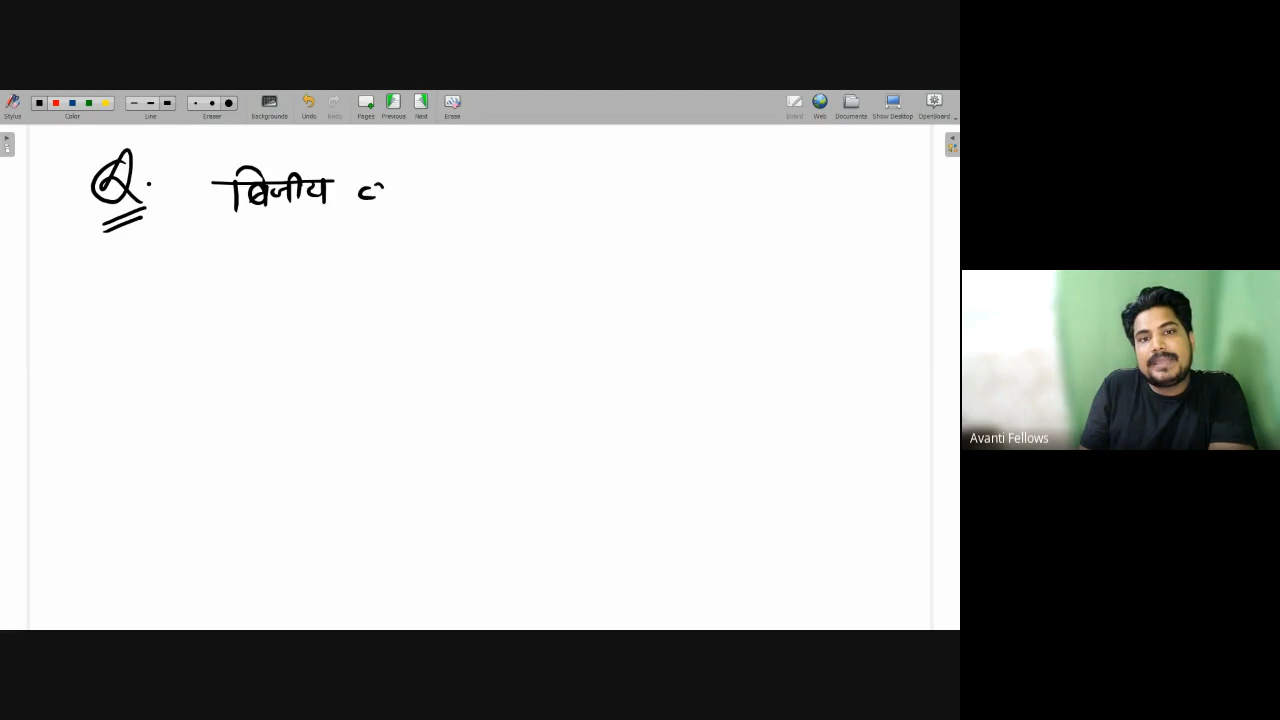 Stylus Color Line Eraser Backgrounds Undo Redo Pages Previous Next Erase Board Web Documents Show Desktop OpenBoard
Q. बिजीय
Avanti Fellows